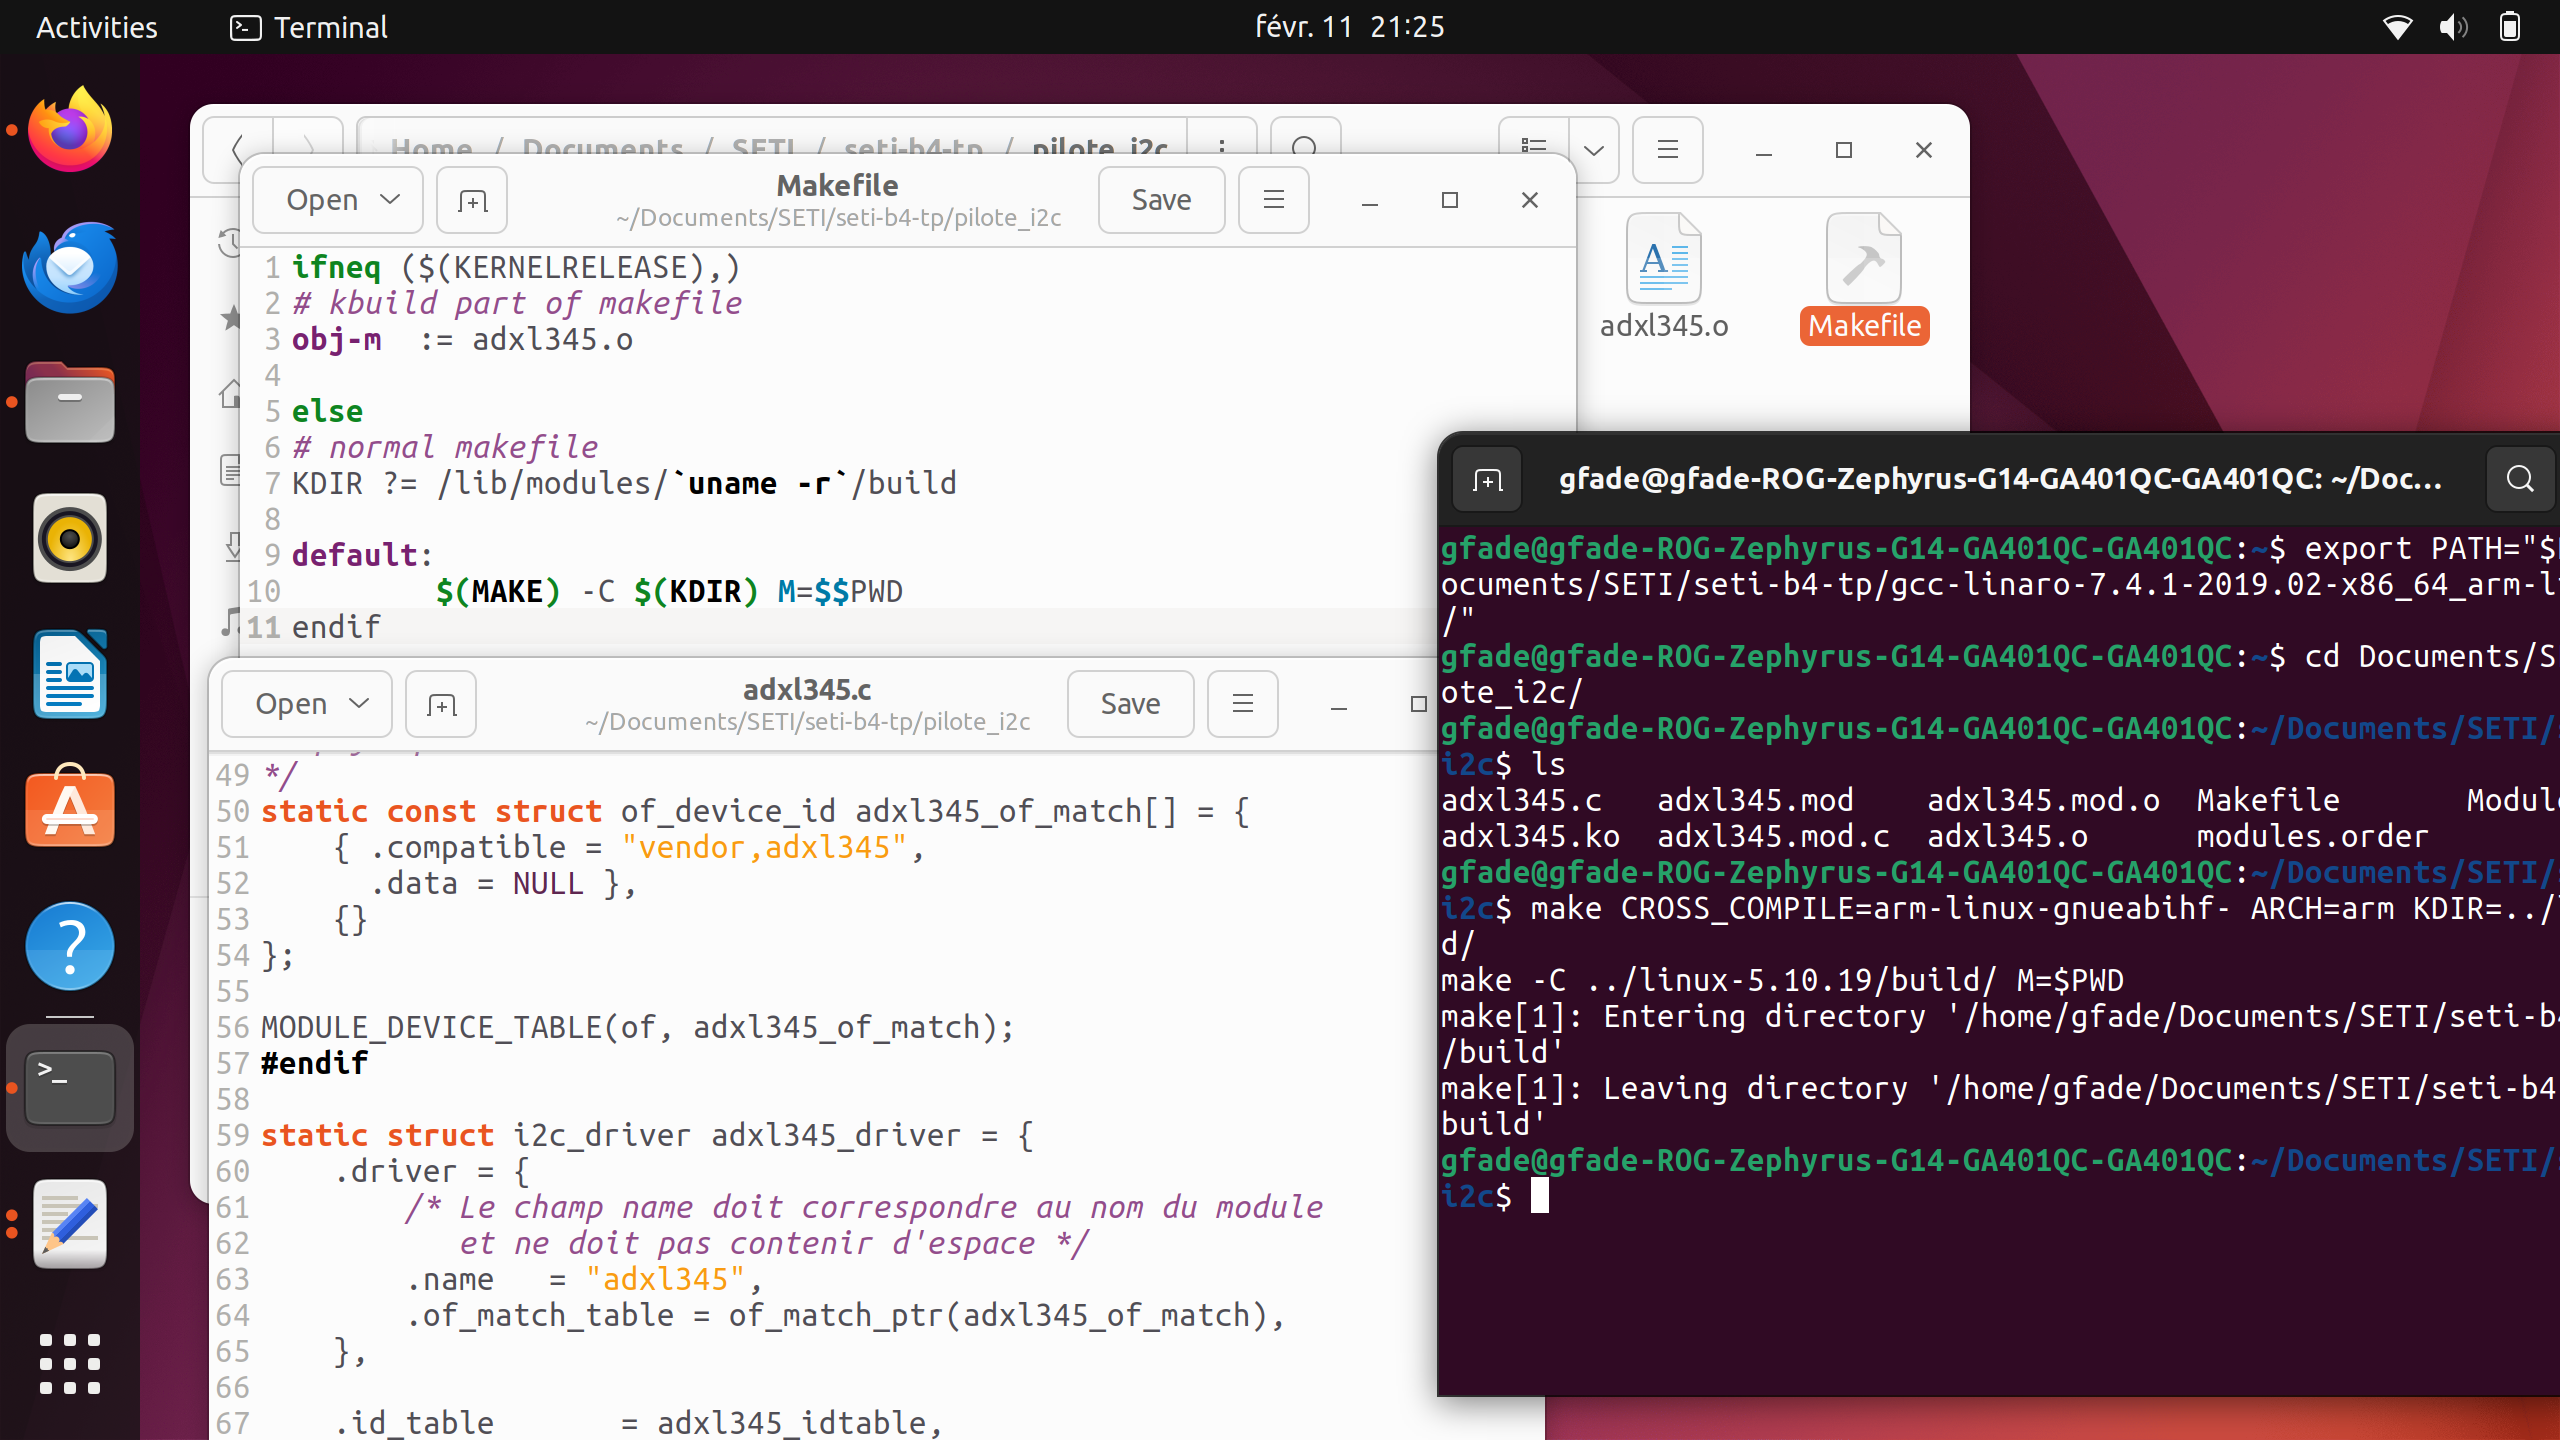 Activities
Terminal
févr. 11 21:25
Home / Documents / SETI / seti-b4-tp / pilote_i2c
Open
Makefile
~/Documents/SETI/seti-b4-tp/pilote_i2c
Save
adxl345.o
Makefile
1 ifneq ($(KERNELRELEASE),)
2 # kbuild part of makefile
3 obj-m  := adxl345.o
4
5 else
6 # normal makefile
7 KDIR ?= /lib/modules/`uname -r`/build
8
9 default:
10         $(MAKE) -C $(KDIR) M=$$PWD
11 endif
Open
adxl345.c
~/Documents/SETI/seti-b4-tp/pilote_i2c
Save
49 */
50 static const struct of_device_id adxl345_of_match[] = {
51     { .compatible = "vendor,adxl345",
52       .data = NULL },
53     {}
54 };
55
56 MODULE_DEVICE_TABLE(of, adxl345_of_match);
57 #endif
58
59 static struct i2c_driver adxl345_driver = {
60     .driver = {
61         /* Le champ name doit correspondre au nom du module
62            et ne doit pas contenir d'espace */
63         .name   = "adxl345",
64         .of_match_table = of_match_ptr(adxl345_of_match),
65     },
66
67     .id_table       = adxl345_idtable,
gfade@gfade-ROG-Zephyrus-G14-GA401QC-GA401QC: ~/Doc...
gfade@gfade-ROG-Zephyrus-G14-GA401QC-GA401QC:~$ export PATH="$
ocuments/SETI/seti-b4-tp/gcc-linaro-7.4.1-2019.02-x86_64_arm-l
/"
gfade@gfade-ROG-Zephyrus-G14-GA401QC-GA401QC:~$ cd Documents/S
ote_i2c/
gfade@gfade-ROG-Zephyrus-G14-GA401QC-GA401QC:~/Documents/SETI/
i2c$ ls
adxl345.c   adxl345.mod    adxl345.mod.o  Makefile       Modul
adxl345.ko  adxl345.mod.c  adxl345.o      modules.order
gfade@gfade-ROG-Zephyrus-G14-GA401QC-GA401QC:~/Documents/SETI/
i2c$ make CROSS_COMPILE=arm-linux-gnueabihf- ARCH=arm KDIR=../
d/
make -C ../linux-5.10.19/build/ M=$PWD
make[1]: Entering directory '/home/gfade/Documents/SETI/seti-b4
/build'
make[1]: Leaving directory '/home/gfade/Documents/SETI/seti-b4
build'
gfade@gfade-ROG-Zephyrus-G14-GA401QC-GA401QC:~/Documents/SETI/
i2c$